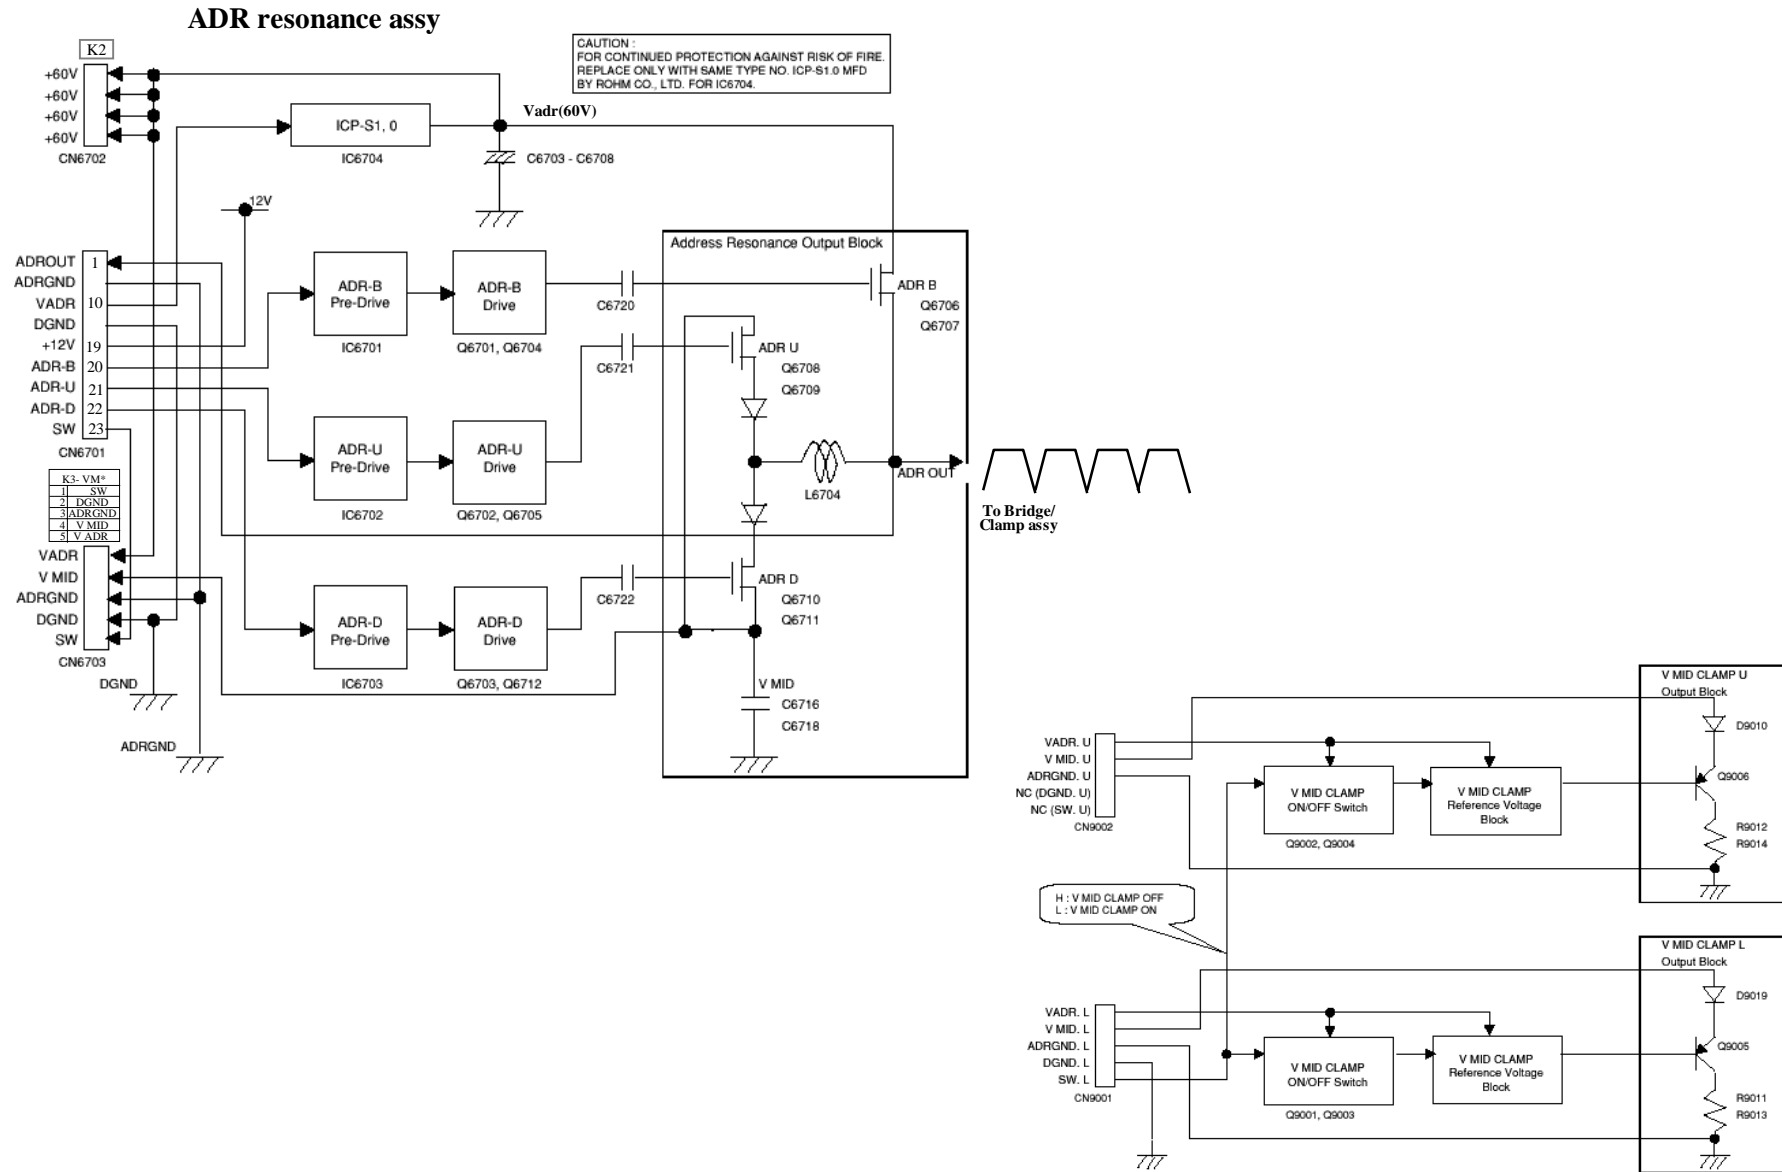 ADR resonance assy
K2
+60V
+60V
+60V
+60V
CN6702
CAUTION :
FOR CONTINUED PROTECTION AGAINST RISK OF FIRE.
REPLACE ONLY WITH SAME TYPE NO. ICP-S1.0 MFD
BY ROHM CO., LTD. FOR IC6704.
ICP-S1, 0
IC6704
Vadr(60V)
C6703 - C6708
12V
ADROUT 1
ADRGND
VADR 10
DGND
+12V 19
ADR-B 20
ADR-U 21
ADR-D 22
SW 23
CN6701
K3- VM*
1 SW
2 DGND
3 ADRGND
4 V MID
5 V ADR
VADR
V MID
ADRGND
DGND
SW
CN6703
DGND
ADRGND
ADR-B
Pre-Drive
IC6701
ADR-B
Drive
Q6701, Q6704
C6720
ADR-U
Pre-Drive
IC6702
ADR-U
Drive
Q6702, Q6705
C6721
ADR-D
Pre-Drive
IC6703
ADR-D
Drive
Q6703, Q6712
C6722
Address Resonance Output Block
ADR B
Q6706
Q6707
ADR U
Q6708
Q6709
L6704
ADR OUT
ADR D
Q6710
Q6711
V MID
C6716
C6718
To Bridge/
Clamp assy
VADR. U
V MID. U
ADRGND. U
NC (DGND. U)
NC (SW. U)
CN9002
V MID CLAMP
ON/OFF Switch
Q9002, Q9004
V MID CLAMP
Reference Voltage
Block
V MID CLAMP U
Output Block
D9010
Q9006
R9012
R9014
H : V MID CLAMP OFF
L : V MID CLAMP ON
VADR. L
V MID. L
ADRGND. L
DGND. L
SW. L
CN9001
V MID CLAMP
ON/OFF Switch
Q9001, Q9003
V MID CLAMP
Reference Voltage
Block
V MID CLAMP L
Output Block
D9019
Q9005
R9011
R9013